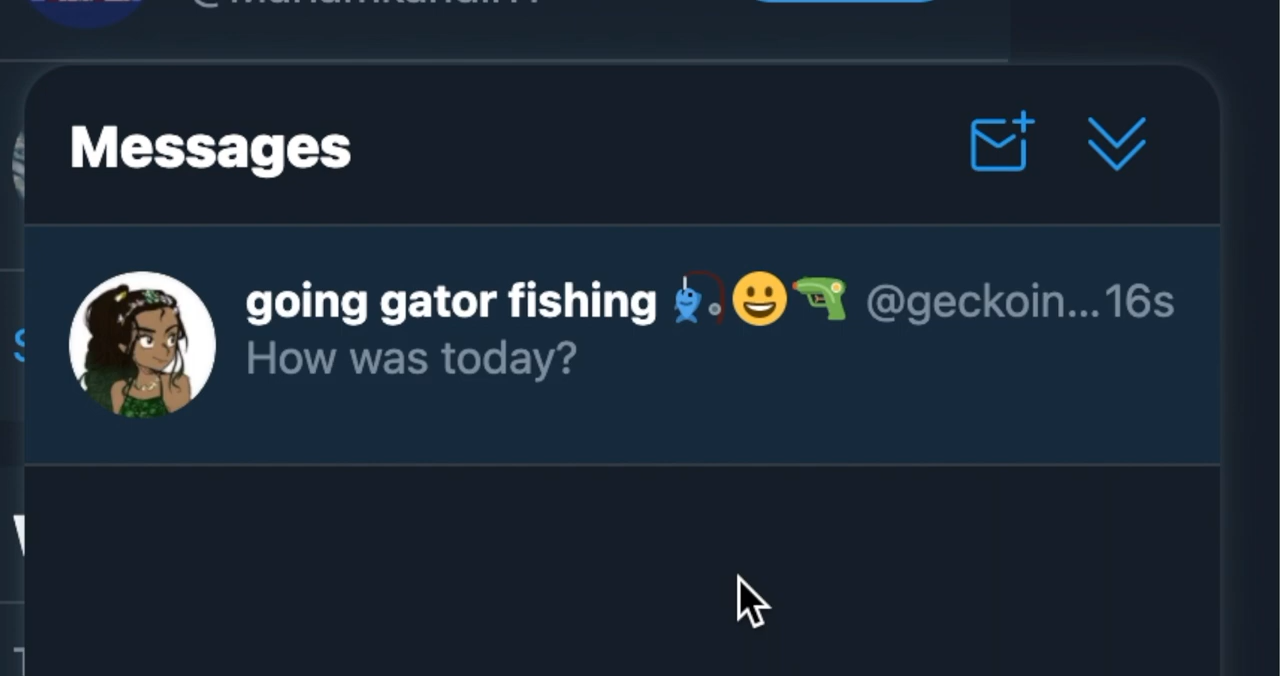 Messages
going gator fishing 🎣😀🔫 @geckoin...16s
How was today?